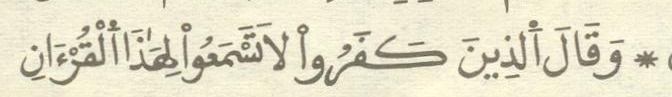 * وَقَالَ ٱلَّذِينَ كَفَرُوا۟ لَا تَسْمَعُوا۟ لِهَٰذَا ٱلْقُرْءَانِ